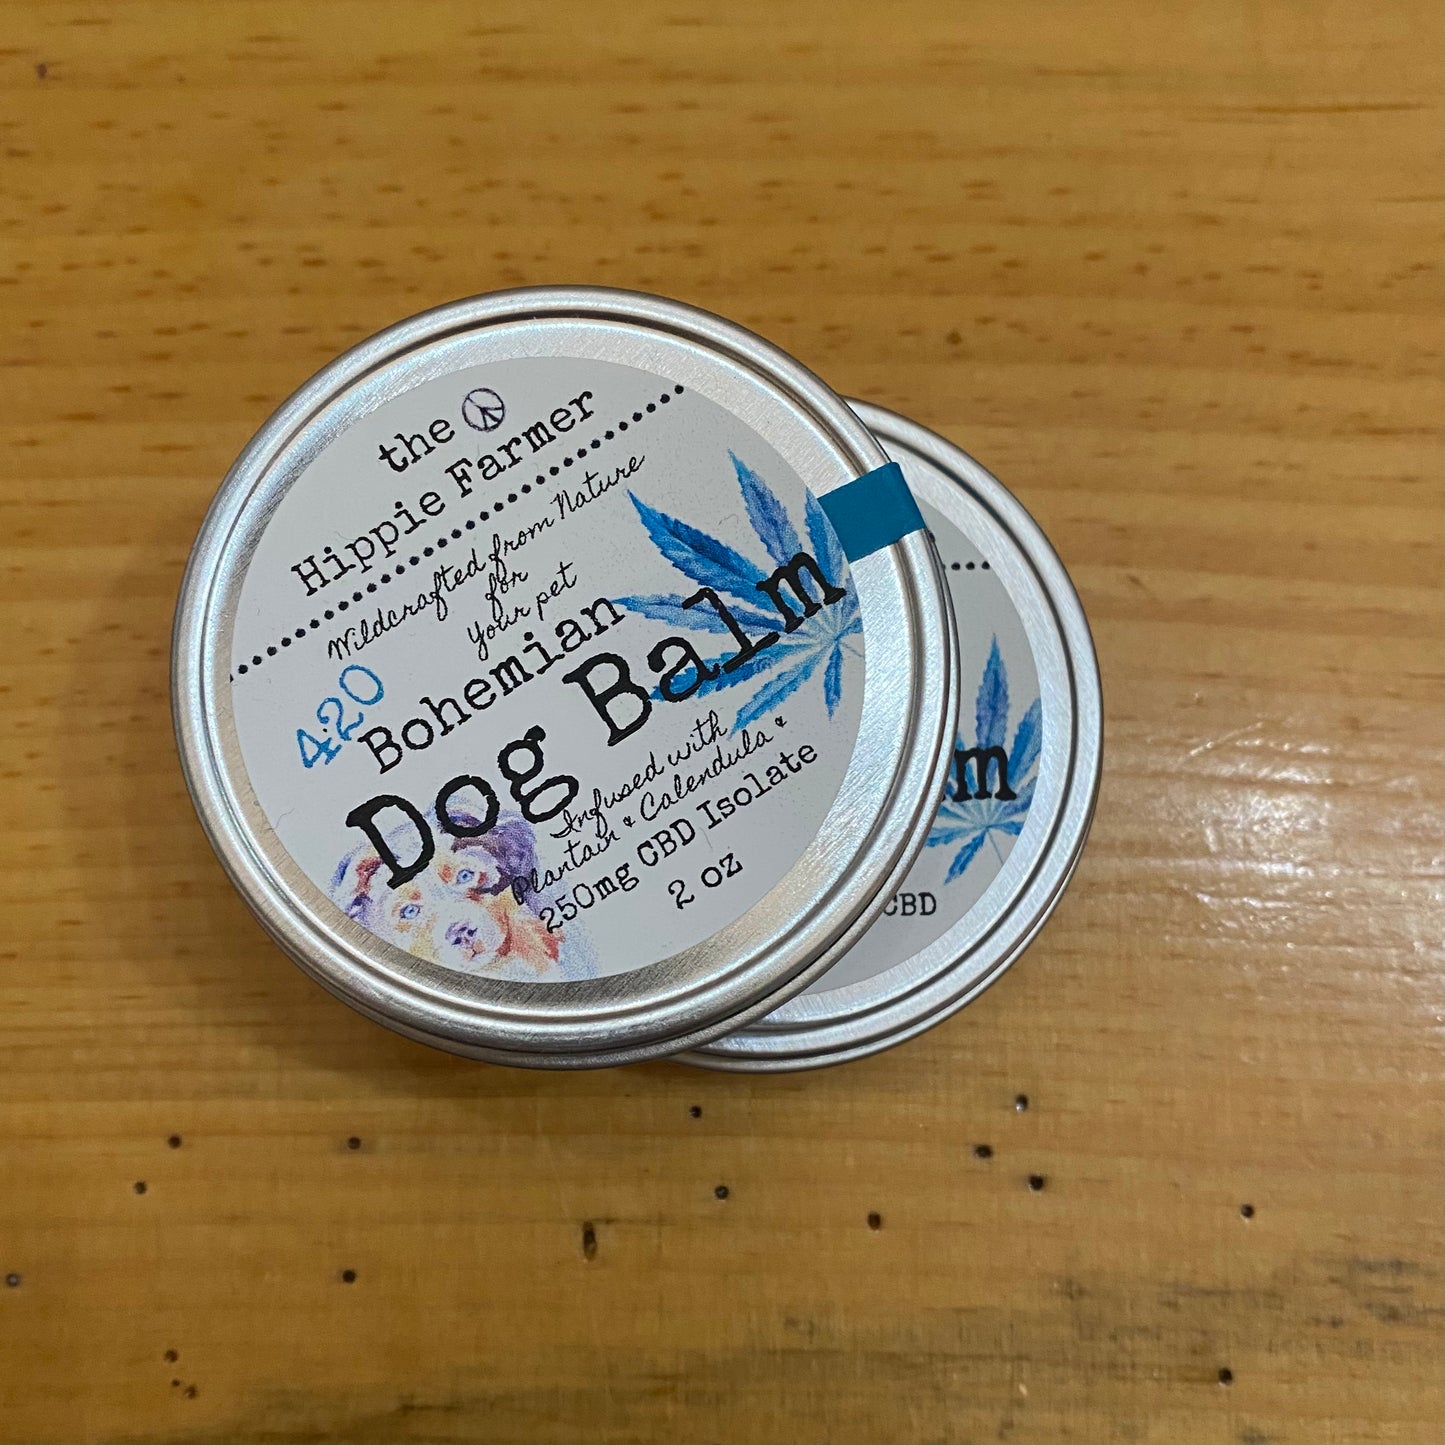 the
Hippie Farmer
Wildcrafted from Nature
for
Your pet
420
Bohemian
Dog Balm
Infused with
Plantain & Calendula &
250mg CBD Isolate
2 oz
m
CBD